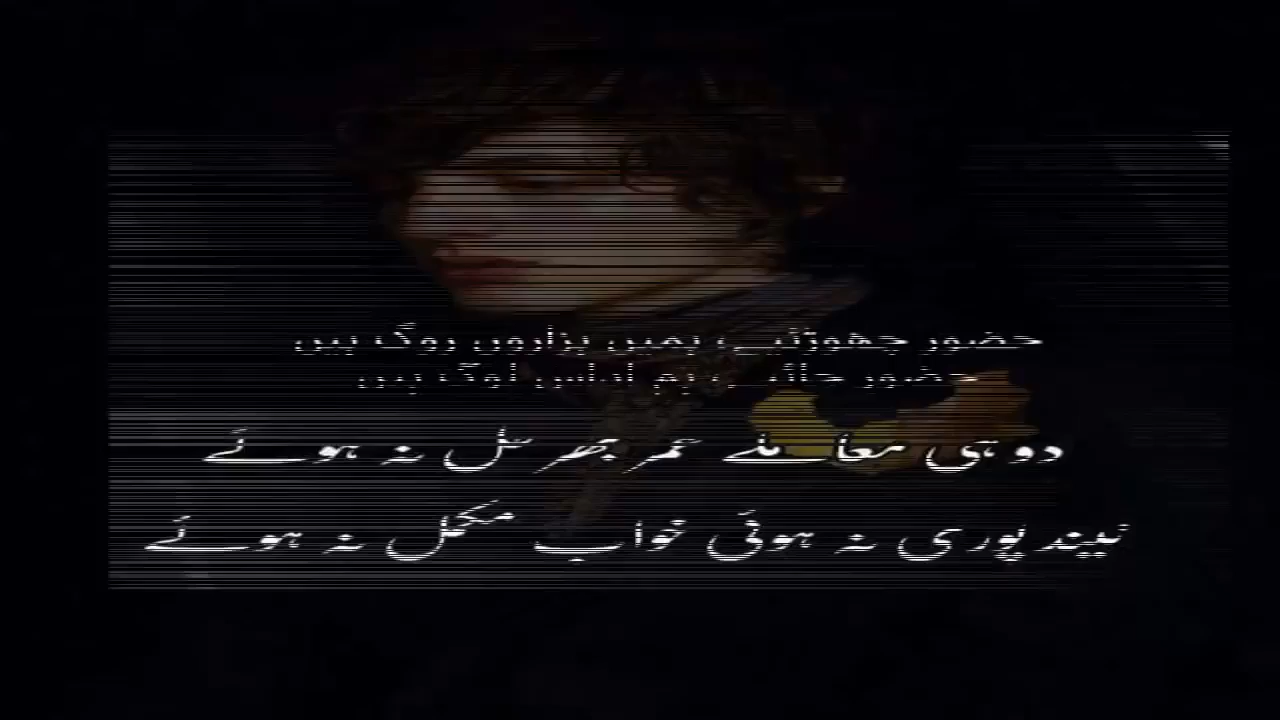 حضور چھوڑئیے، ہمیں ہزاروں روگ ہیں
حضور جائیے، ہم اداس لوگ ہیں
دو ہی معاملے عمر بھر حل نہ ہوئے
نیند پوری نہ ہوئی خواب مکمل نہ ہوئے